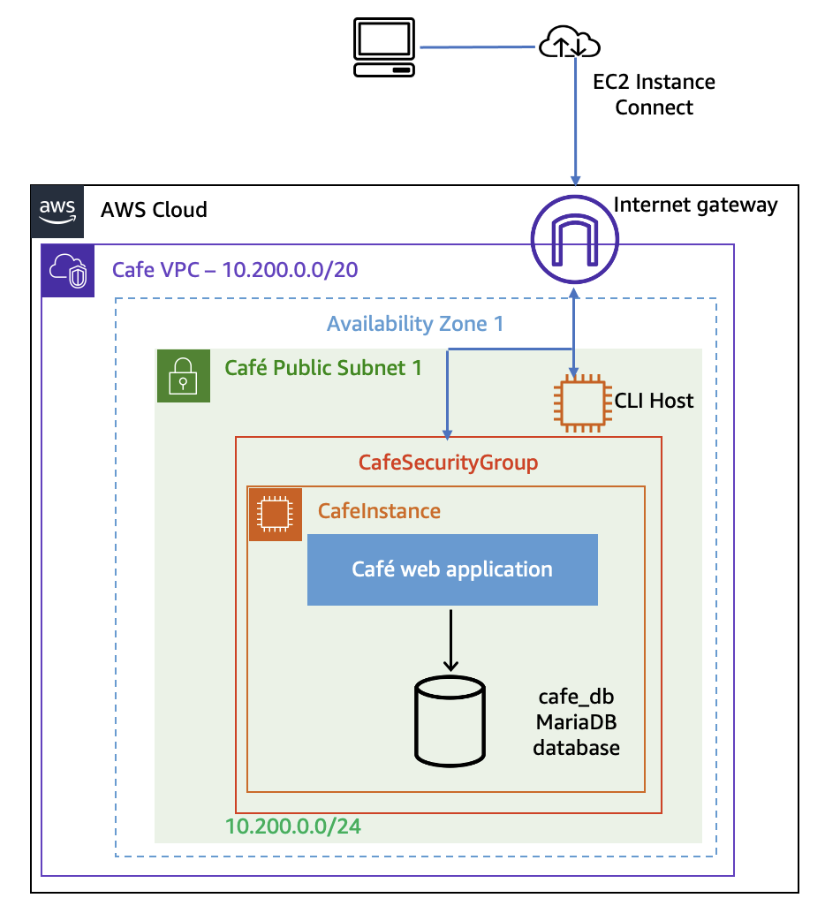 EC2 Instance
Connect
aws
AWS Cloud
Internet gateway
Cafe VPC – 10.200.0.0/20
Availability Zone 1
Café Public Subnet 1
CLI Host
CafeSecurityGroup
CafeInstance
Café web application
cafe_db
MariaDB
database
10.200.0.0/24